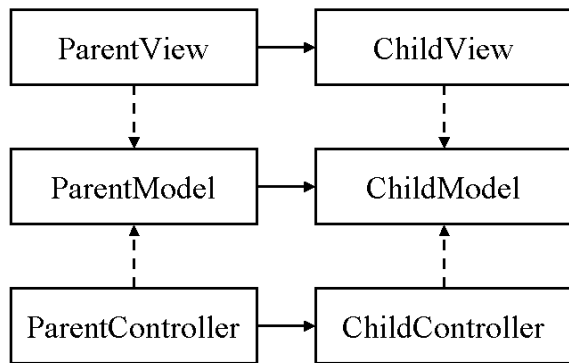 ParentView
ChildView
ParentModel
ChildModel
ParentController
ChildController